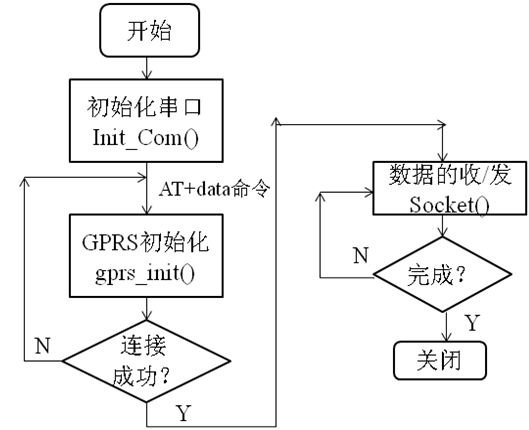 开始
初始化串口
Init_Com()
AT+data命令
GPRS初始化
gprs_init()
连接
成功？
N
Y
数据的收/发
Socket()
N
完成？
Y
关闭